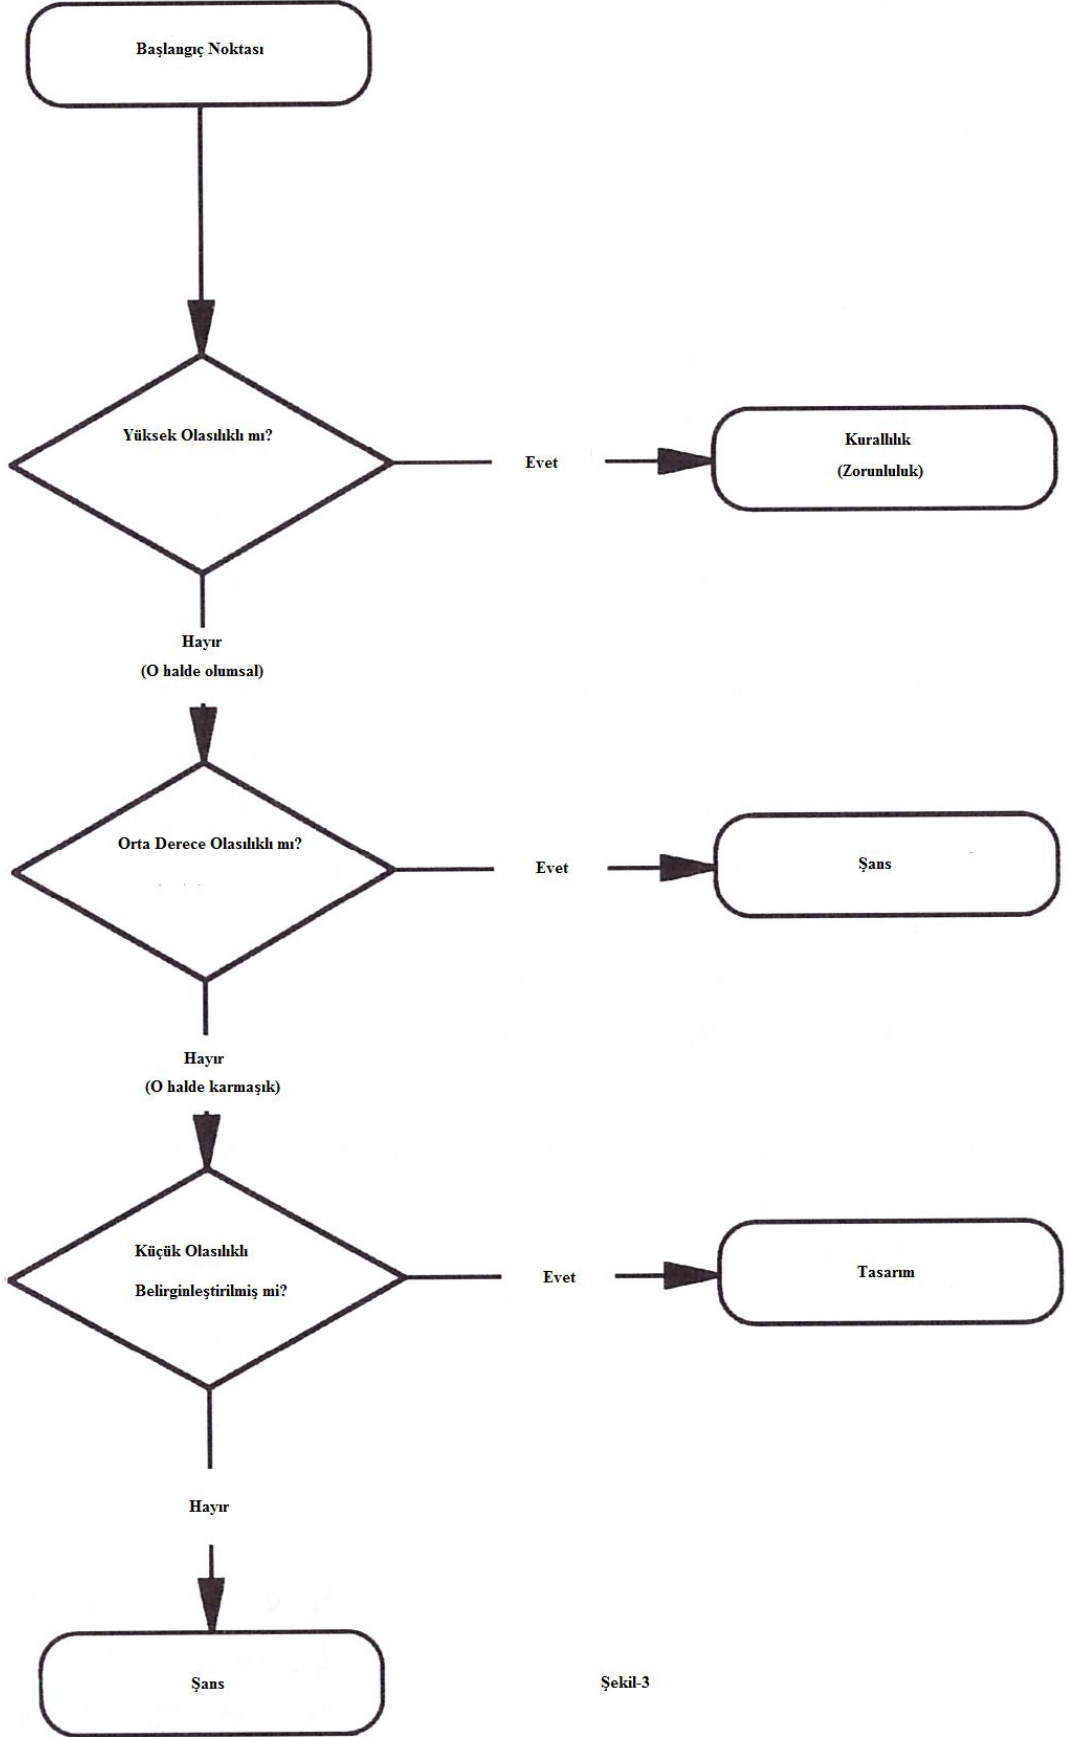 Başlangıç Noktası
Yüksek Olasılıklı mı?
Evet
Kurallılık
(Zorunluluk)
Hayır
(O halde olumsal)
Orta Derece Olasılıklı mı?
Evet
Şans
Hayır
(O halde karmaşık)
Küçük Olasılıklı
Belirginleştirilmiş mi?
Evet
Tasarım
Hayır
Şans
Şekil-3